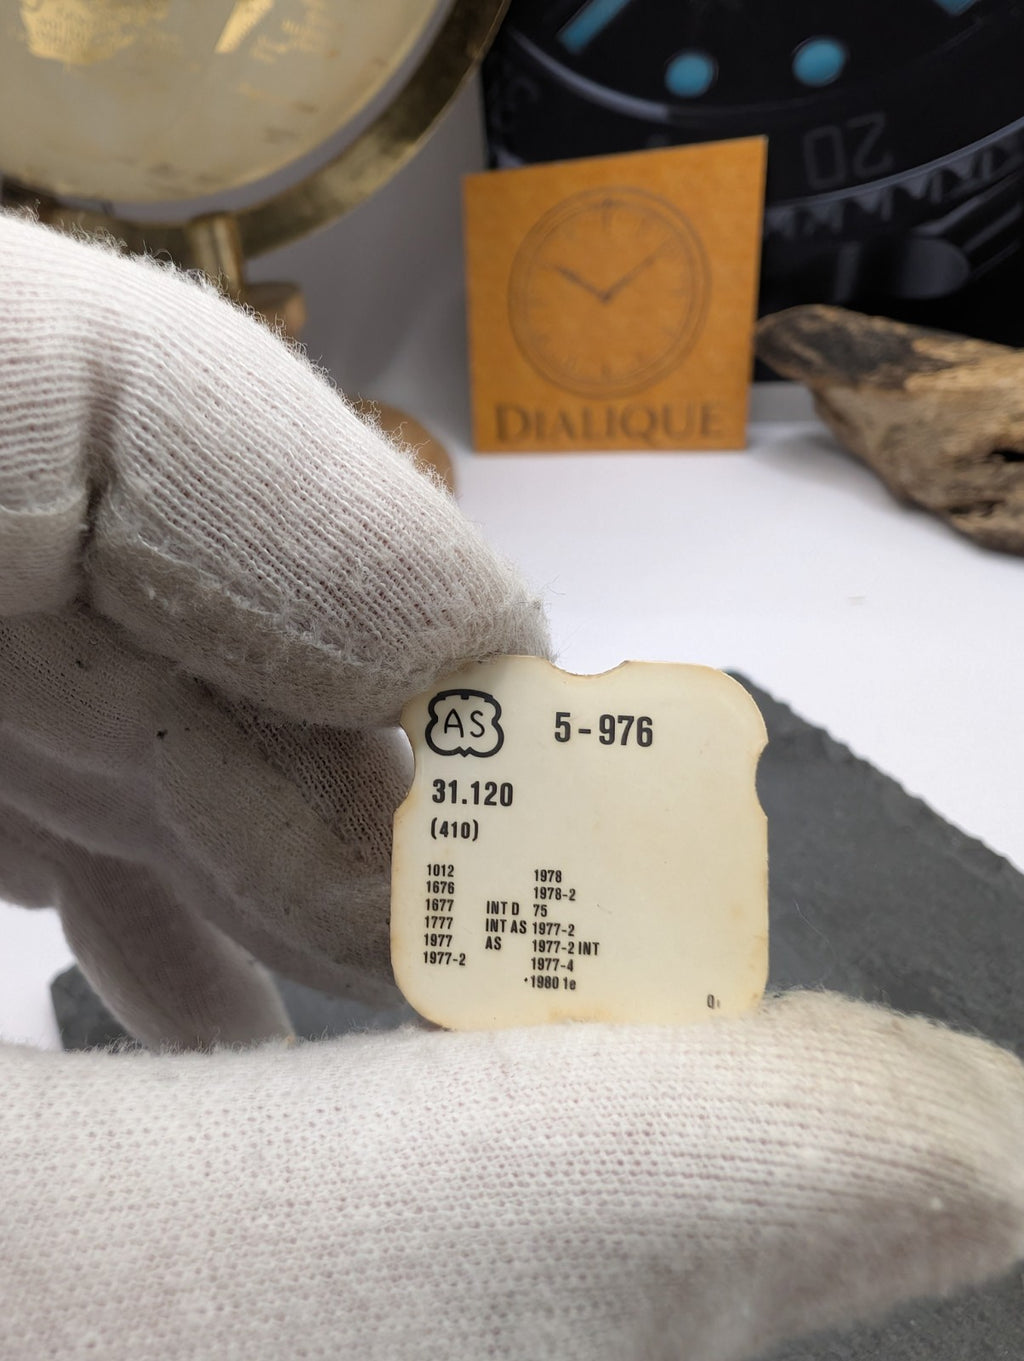 20
DIALIQUE
AS 5-976
31.120
(410)
1012 1978
1676 1978-2
1677 INT D 75
1777 INT AS 1977-2
1977 AS 1977-2 INT
1977-2 1977-4
1980 1e